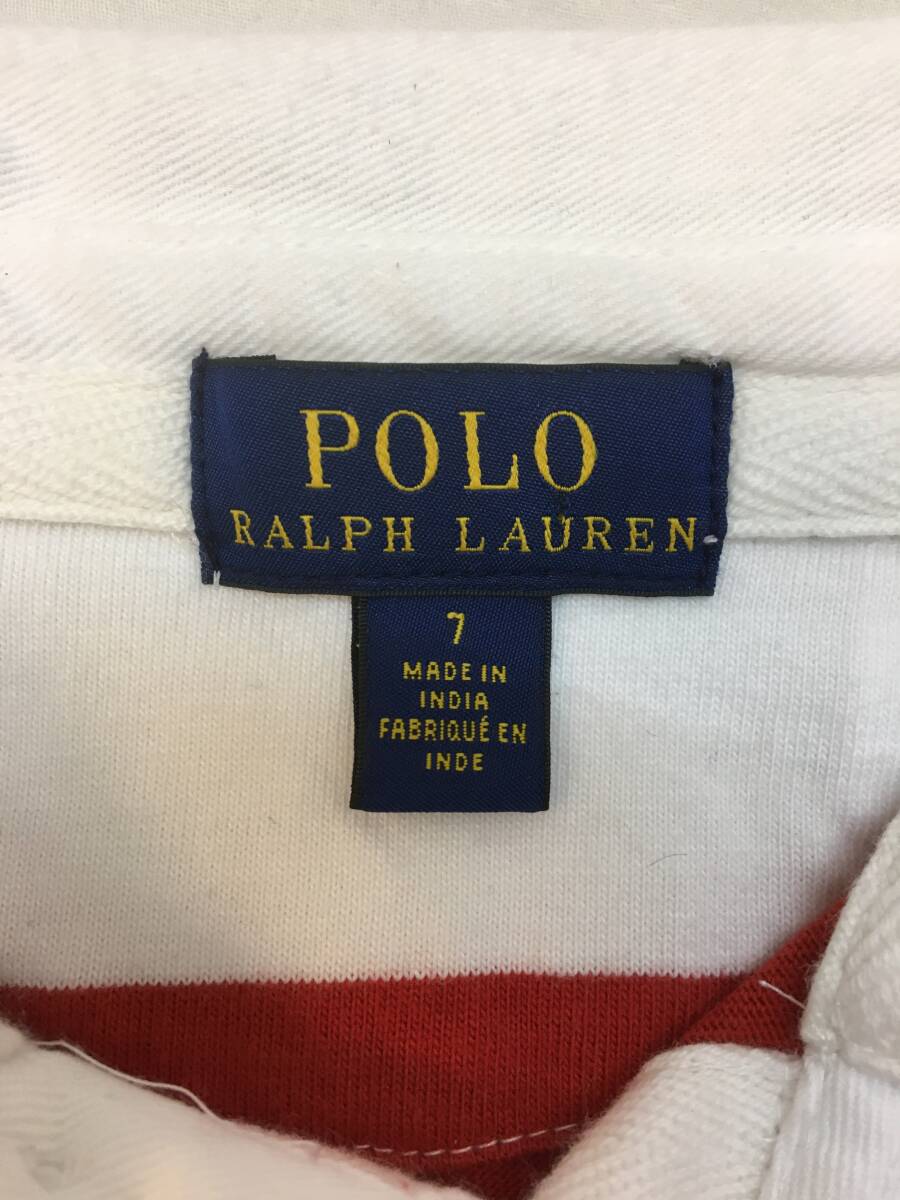 POLO
RALPH LAUREN
7
MADE IN
INDIA
FABRIQUÉ EN
INDE